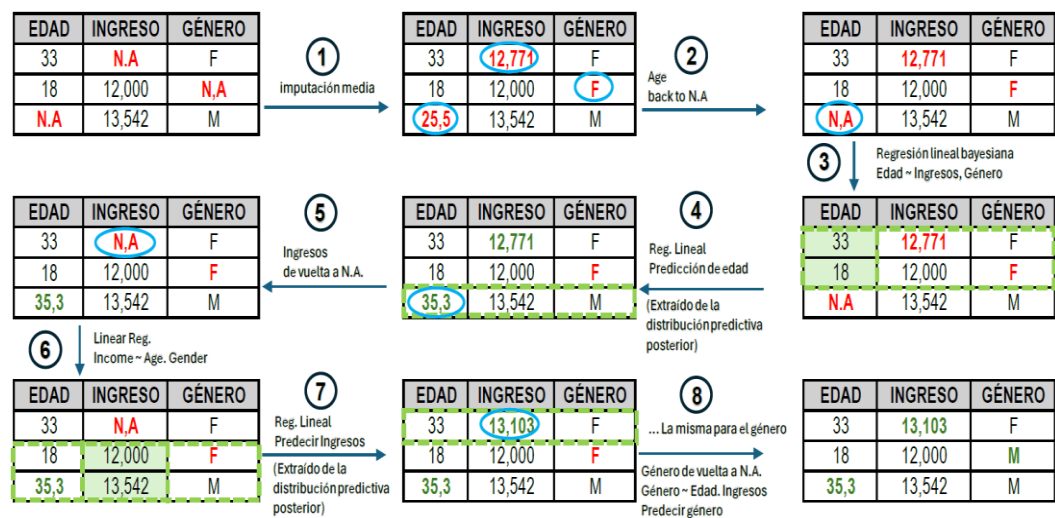 EDAD INGRESO GÉNERO
33 N.A F
18 12,000 N,A
N.A 13,542 M
1
imputación media
EDAD INGRESO GÉNERO
33 12,771 F
18 12,000 F
25,5 13,542 M
2
Age
back to N.A
EDAD INGRESO GÉNERO
33 12,771 F
18 12,000 F
N,A 13,542 M
3
Regresión lineal bayesiana
Edad ~ Ingresos, Género
EDAD INGRESO GÉNERO
33 12,771 F
18 12,000 F
N.A 13,542 M
4
Reg. Lineal
Predicción de edad
(Extraído de la
distribución predictiva
posterior)
EDAD INGRESO GÉNERO
33 12,771 F
18 12,000 F
35,3 13,542 M
5
Ingresos
de vuelta a N.A.
EDAD INGRESO GÉNERO
33 N,A F
18 12,000 F
35,3 13,542 M
6
Linear Reg.
Income ~ Age. Gender
EDAD INGRESO GÉNERO
33 N,A F
18 12,000 F
35,3 13,542 M
7
Reg. Lineal
Predecir Ingresos
(Extraído de la
distribución predictiva
posterior)
EDAD INGRESO GÉNERO
33 13,103 F
18 12,000 F
35,3 13,542 M
8
... La misma para el género
Género de vuelta a N.A.
Género ~ Edad. Ingresos
Predecir género
EDAD INGRESO GÉNERO
33 13,103 F
18 12,000 M
35,3 13,542 M